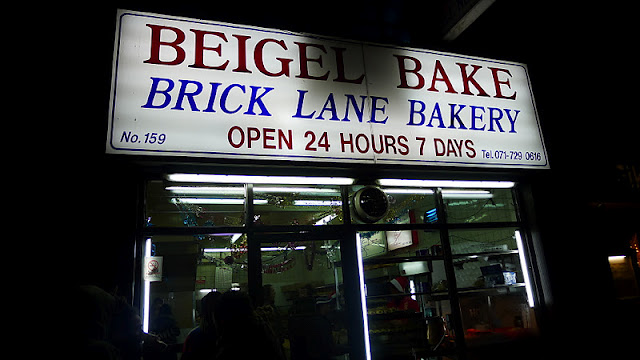 BEIGEL BAKE
BRICK LANE BAKERY
No. 159
OPEN 24 HOURS 7 DAYS
Tel. 071-729 0616